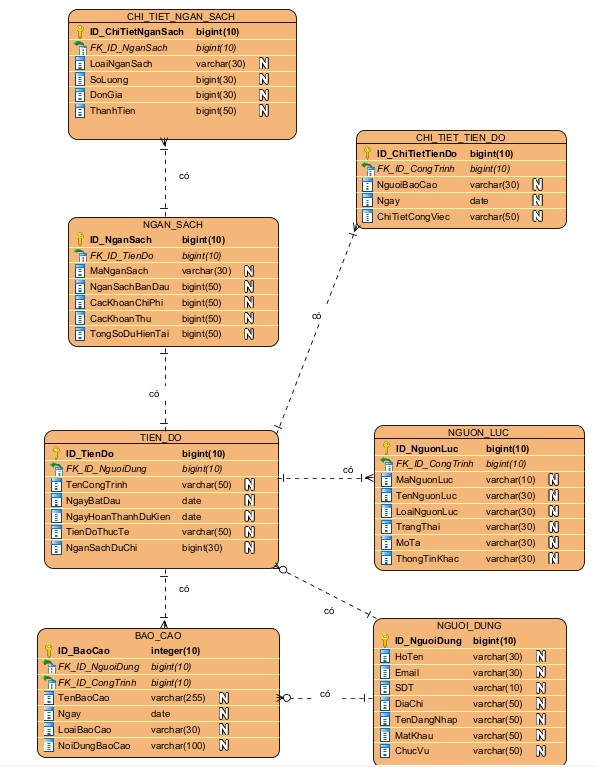 CHI_TIET_NGAN_SACH
ID_ChiTietNganSach bigint(10)
FK_ID_NganSach bigint(10)
LoaiNganSach varchar(30) N
SoLuong bigint(30) N
DonGia bigint(30) N
ThanhTien bigint(50) N
có
CHI_TIET_TIEN_DO
ID_ChiTietTienDo bigint(10)
FK_ID_CongTrinh bigint(10)
NguoiBaoCao varchar(30) N
Ngay date N
ChiTietCongViec varchar(50) N
NGAN_SACH
ID_NganSach bigint(10)
FK_ID_TienDo bigint(10)
MaNganSach varchar(30) N
NganSachBanDau bigint(50) N
CacKhoanChiPhi bigint(50) N
CacKhoanThu bigint(50) N
TongSoDuHienTai bigint(50) N
có
có
TIEN_DO
ID_TienDo bigint(10)
FK_ID_NguoiDung bigint(10)
TenCongTrinh varchar(50) N
NgayBatDau date N
NgayHoanThanhDuKien date N
TienDoThucTe varchar(50) N
NganSachDuChi bigint(30) N
có
NGUON_LUC
ID_NguonLuc bigint(10)
FK_ID_CongTrinh bigint(10)
MaNguonLuc varchar(10) N
TenNguonLuc varchar(30) N
LoaiNguonLuc varchar(30) N
TrangThai varchar(30) N
MoTa varchar(30) N
ThongTinKhac varchar(30) N
có
có
BAO_CAO
ID_BaoCao integer(10)
FK_ID_NguoiDung bigint(10)
FK_ID_CongTrinh bigint(10)
TenBaoCao varchar(255) N
Ngay date N
LoaiBaoCao varchar(30) N
NoiDungBaoCao varchar(100) N
có
NGUOI_DUNG
ID_NguoiDung bigint(10)
HoTen varchar(30) N
Email varchar(30) N
SDT varchar(10) N
DiaChi varchar(50) N
TenDangNhap varchar(50) N
MatKhau varchar(50) N
ChucVu varchar(50) N